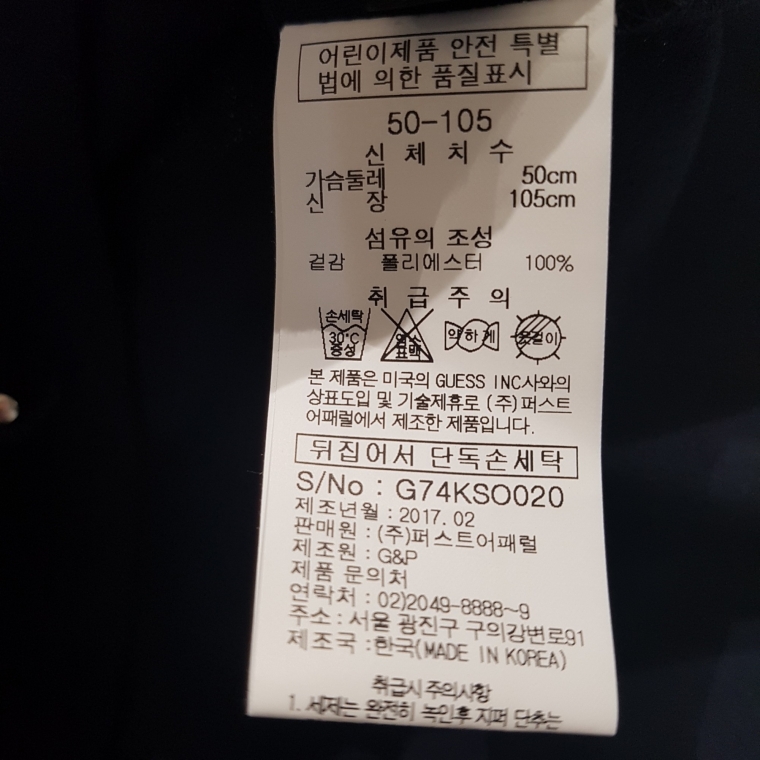 어린이제품 안전 특별
법에 의한 품질표시
50-105
신 체 치 수
가슴둘레 50cm
신 장 105cm
섬유의 조성
겉감 폴리에스터 100%
취 급 주 의
손세탁
30°C
중성
염소
표백
약하게
옷걸이
본 제품은 미국의 GUESS INC사와의
상표도입 및 기술제휴로 (주)퍼스트
어패럴에서 제조한 제품입니다.
뒤집어서 단독손세탁
S/No : G74KSO020
제조년월 : 2017. 02
판매원 : (주)퍼스트어패럴
제조원 : G&P
제품 문의처
연락처 : 02)2049-8888~9
주소 : 서울 광진구 구의강변로91
제조국 : 한국(MADE IN KOREA)
취급시 주의사항
1. 세제는 완전히 녹인후 지퍼 단추는